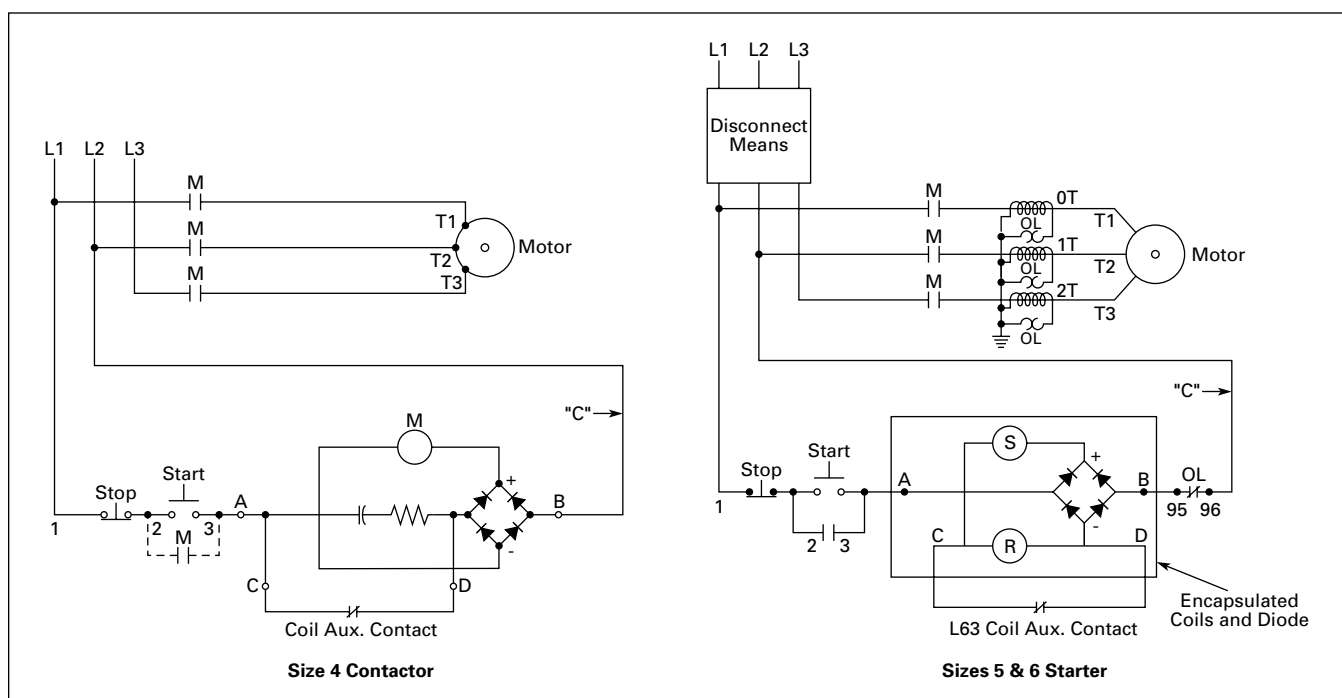 L1 L2 L3
M
M
M
T1
T2
T3
Motor
"C"
M
+
-
Stop
Start
1
2
3
M
A
B
C
D
Coil Aux. Contact
Size 4 Contactor
L1 L2 L3
Disconnect
Means
M
M
M
0T
OL
1T
OL
2T
OL
T1
T2
T3
Motor
"C"
S
+
-
Stop
Start
1
2 3
A
B
OL
95 96
C
R
D
L63 Coil Aux. Contact
Encapsulated
Coils and Diode
Sizes 5 & 6 Starter